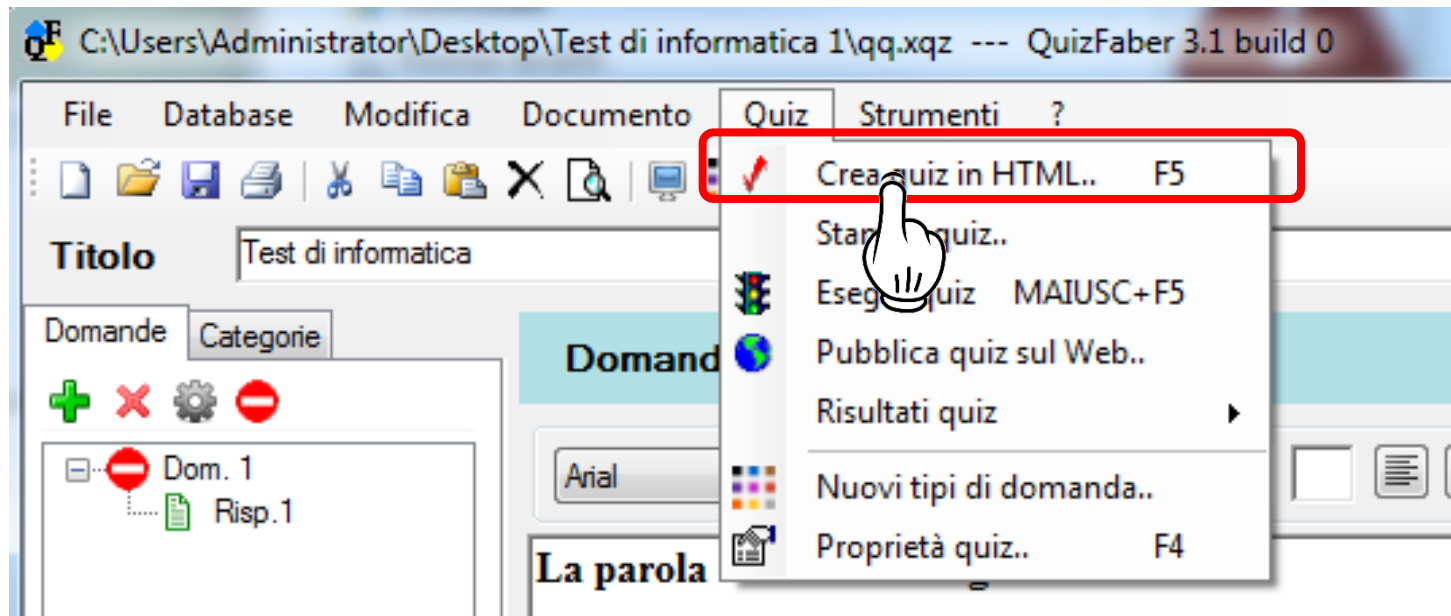 C:\Users\Administrator\Desktop\Test di informatica 1\qq.xqz --- QuizFaber 3.1 build 0
File Database Modifica Documento Quiz Strumenti ?
Crea quiz in HTML.. F5
Titolo Test di informatica
quiz..
quiz MAIUSC+F5
Domande Categorie
Pubblica quiz sul Web..
Risultati quiz
Dom. 1
Arial
Nuovi tipi di domanda..
Risp.1
Proprietà quiz.. F4
La parola